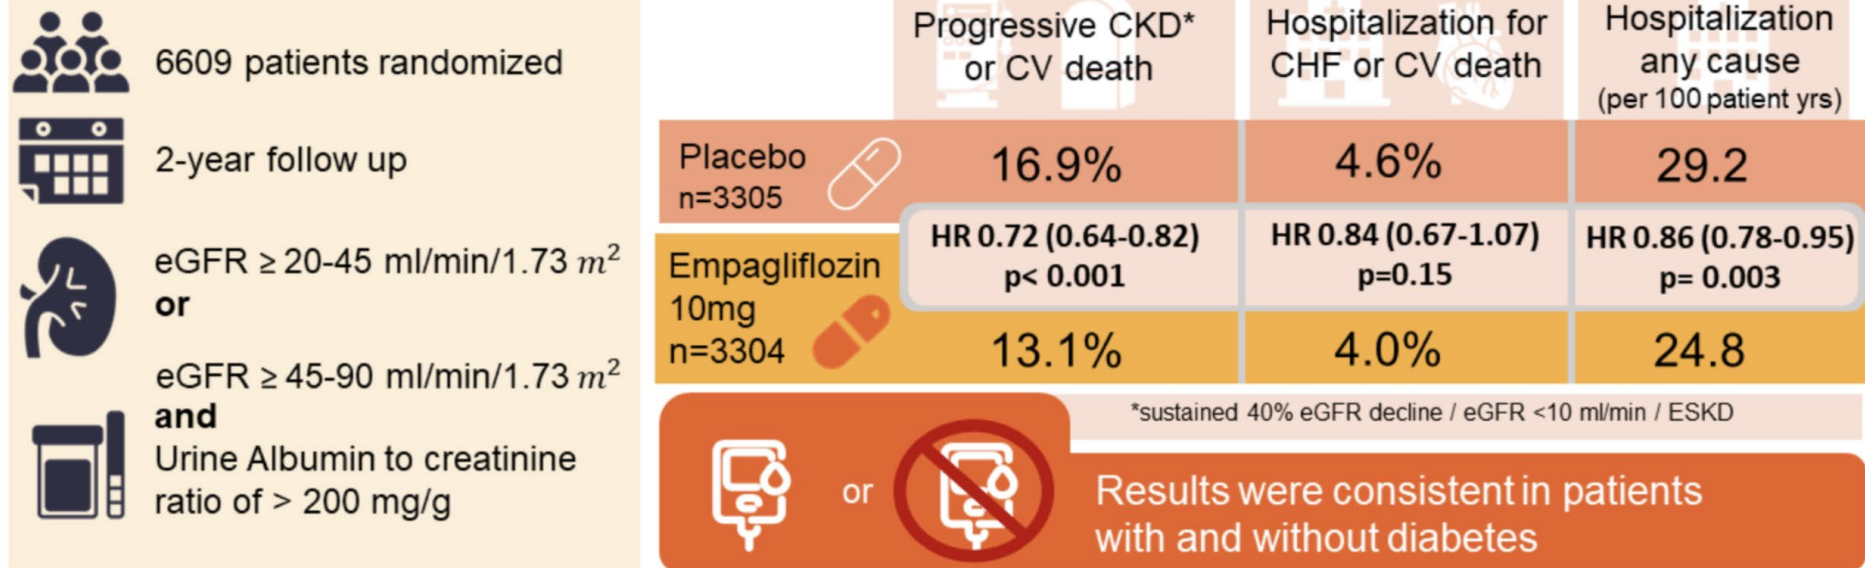 6609 patients randomized
2-year follow up
eGFR ≥ 20-45 ml/min/1.73 m²
or
eGFR ≥ 45-90 ml/min/1.73 m²
and
Urine Albumin to creatinine
ratio of > 200 mg/g
Progressive CKD*
or CV death
Hospitalization for
CHF or CV death
Hospitalization
any cause
(per 100 patient yrs)
Placebo
n=3305
16.9%
4.6%
29.2
HR 0.72 (0.64-0.82)
p< 0.001
HR 0.84 (0.67-1.07)
p=0.15
HR 0.86 (0.78-0.95)
p= 0.003
Empagliflozin
10mg
n=3304
13.1%
4.0%
24.8
*sustained 40% eGFR decline / eGFR <10 ml/min / ESKD
or
Results were consistent in patients
with and without diabetes